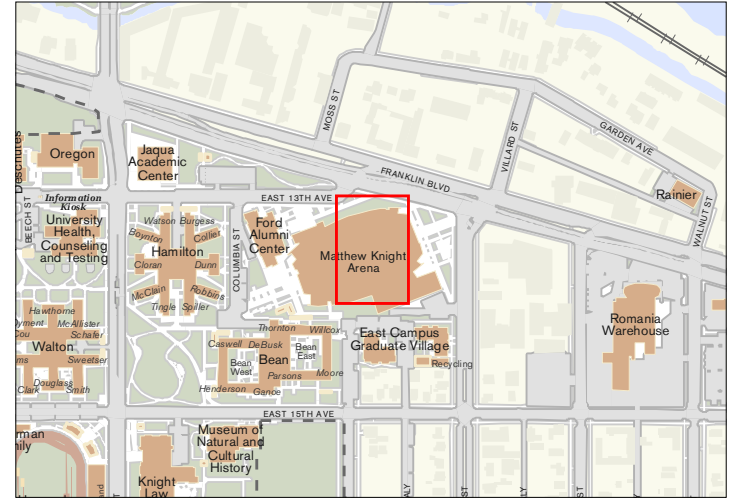 MOSS ST
VILLARD ST
GARDEN AVE
FRANKLIN BLVD
WALNUT ST
Deschutes
Oregon
Jaqua
Academic
Center
Rainier
Information
Kiosk
EAST 13TH AVE
BEECH ST
University
Health,
Counseling
and Testing
Watson Burgess
Boynton
Collier
Hamilton
Cloran
Dunn
McClain
Robbins
Tingle Spiller
COLUMBIA ST
Ford
Alumni
Center
Matthew Knight
Arena
Hawthorne
McAllister
Schafer
Walton
Sweetser
Douglass
Clark
Smith
Thornton
Willcox
Caswell DeBusk
Bean
West
Bean
Bean
East
Parsons
Moore
Henderson
Ganoe
East Campus
Graduate Village
Recycling
Romania
Warehouse
EAST 15TH AVE
Museum of
Natural and
Cultural
History
Knight
Law
ST
ST